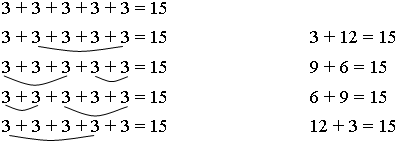 3 + 3 + 3 + 3 + 3 = 15
3 + 3 + 3 + 3 + 3 = 15 3 + 12 = 15
3 + 3 + 3 + 3 + 3 = 15 9 + 6 = 15
3 + 3 + 3 + 3 + 3 = 15 6 + 9 = 15
3 + 3 + 3 + 3 + 3 = 15 12 + 3 = 15